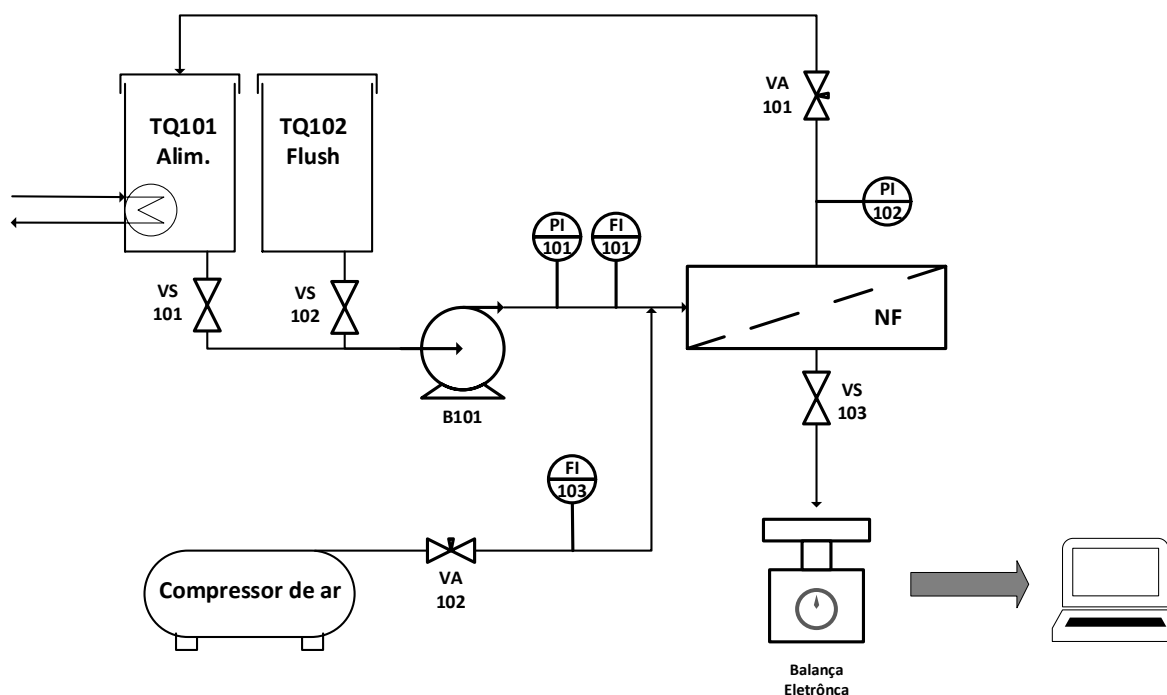 VA
101
TQ101
Alim.
TQ102
Flush
PI
102
PI
101
FI
101
VS
101
VS
102
NF
VS
103
B101
FI
103
Compressor de ar
VA
102
Balança
Eletrônca